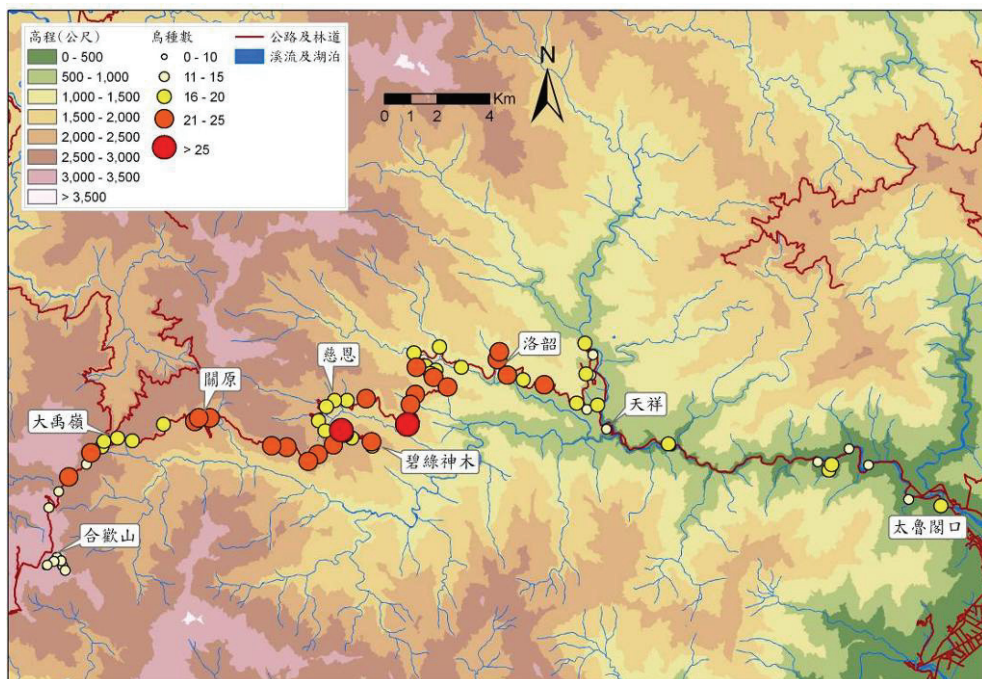 高程(公尺)
0 - 500
500 - 1,000
1,000 - 1,500
1,500 - 2,000
2,000 - 2,500
2,500 - 3,000
3,000 - 3,500
> 3,500
鳥種數
0 - 10
11 - 15
16 - 20
21 - 25
> 25
公路及林道
溪流及湖泊
N
Km
0 1 2 4
洛韶
慈恩
關原
大禹嶺
天祥
碧綠神木
太魯閣口
合歡山